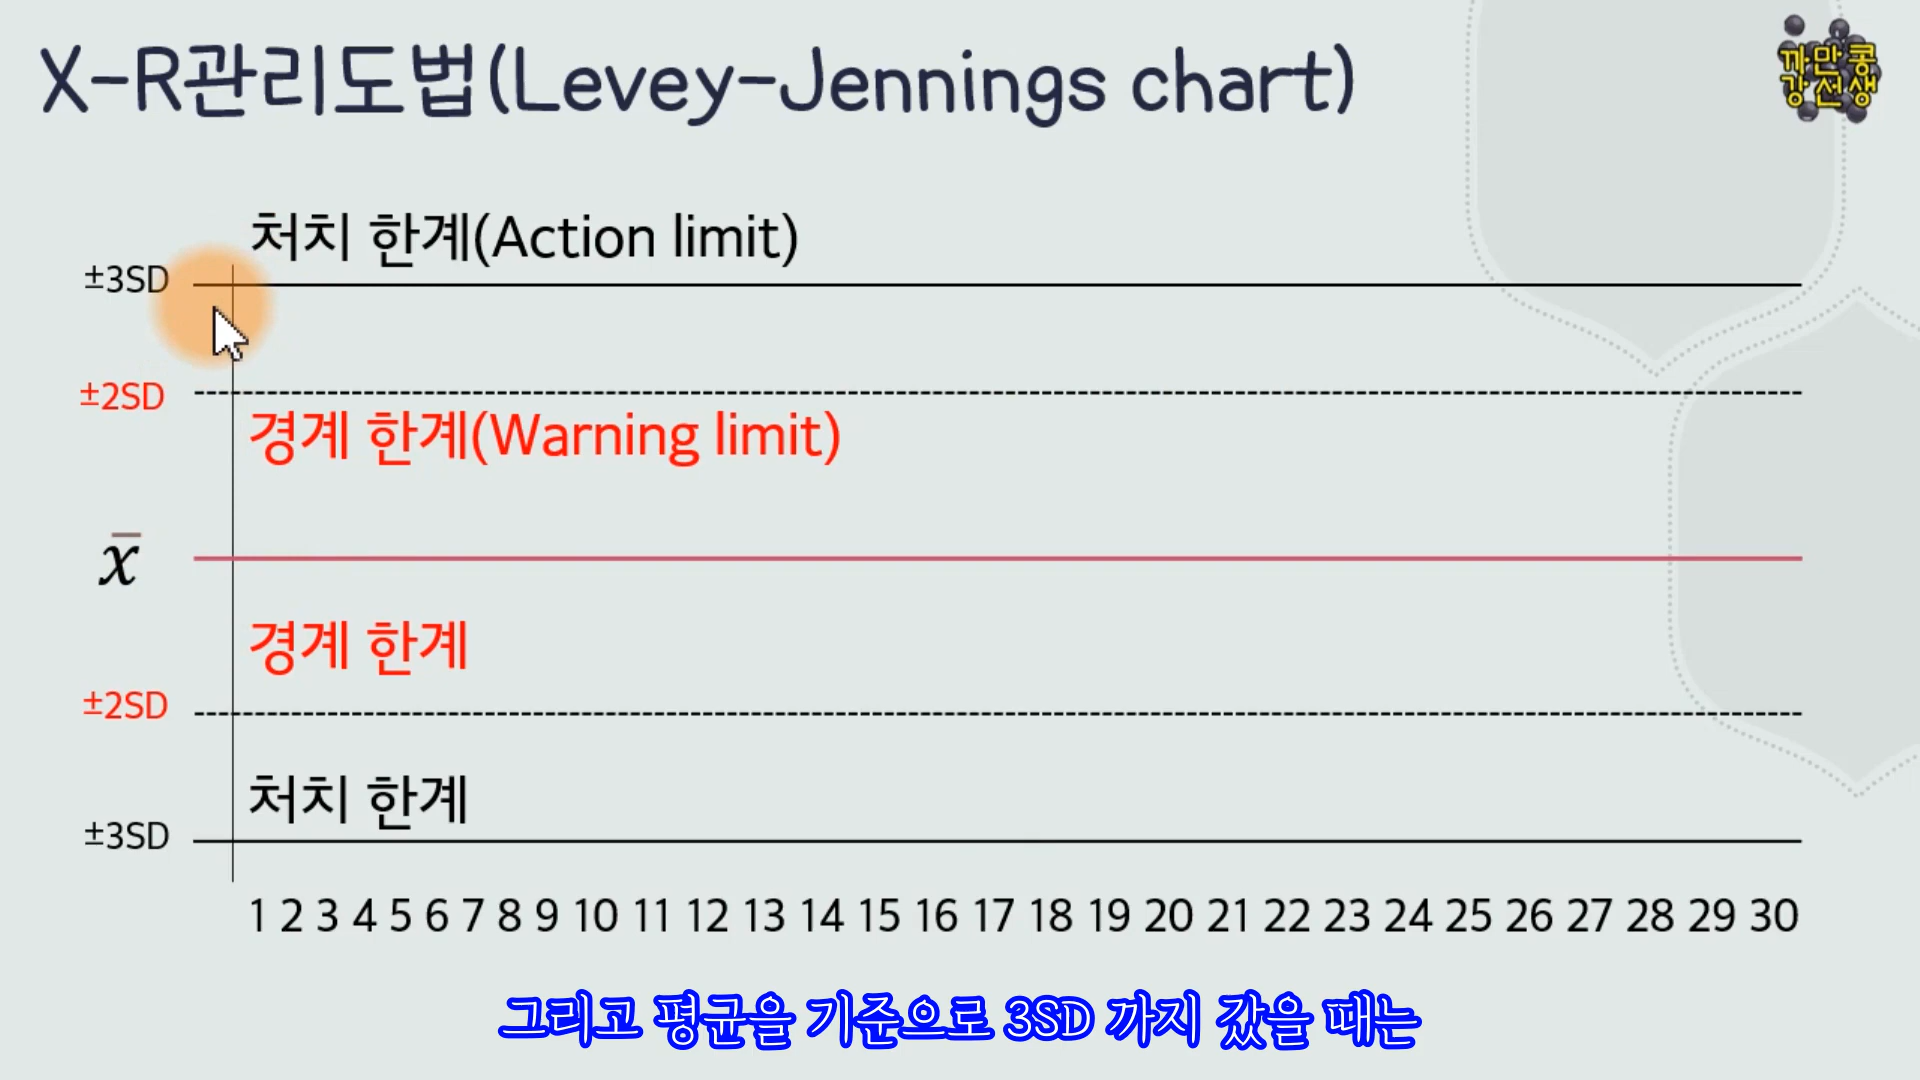 X-R관리도법(Levey-Jennings chart)
까만콩
강선생
처치 한계(Action limit)
±3SD
±2SD
경계 한계(Warning limit)
x̄
경계 한계
±2SD
처치 한계
±3SD
1 2 3 4 5 6 7 8 9 10 11 12 13 14 15 16 17 18 19 20 21 22 23 24 25 26 27 28 29 30
그리고 평균을 기준으로 3SD 까지 갔을 때는